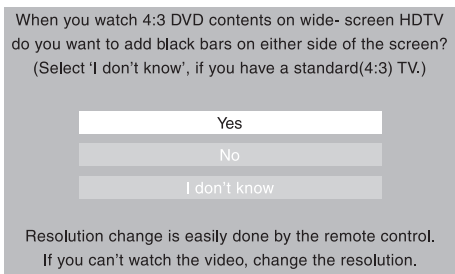 When you watch 4:3 DVD contents on wide- screen HDTV
do you want to add black bars on either side of the screen?
(Select ‘I don’t know’, if you have a standard(4:3) TV.)
Yes
No
I don’t know
Resolution change is easily done by the remote control.
If you can’t watch the video, change the resolution.